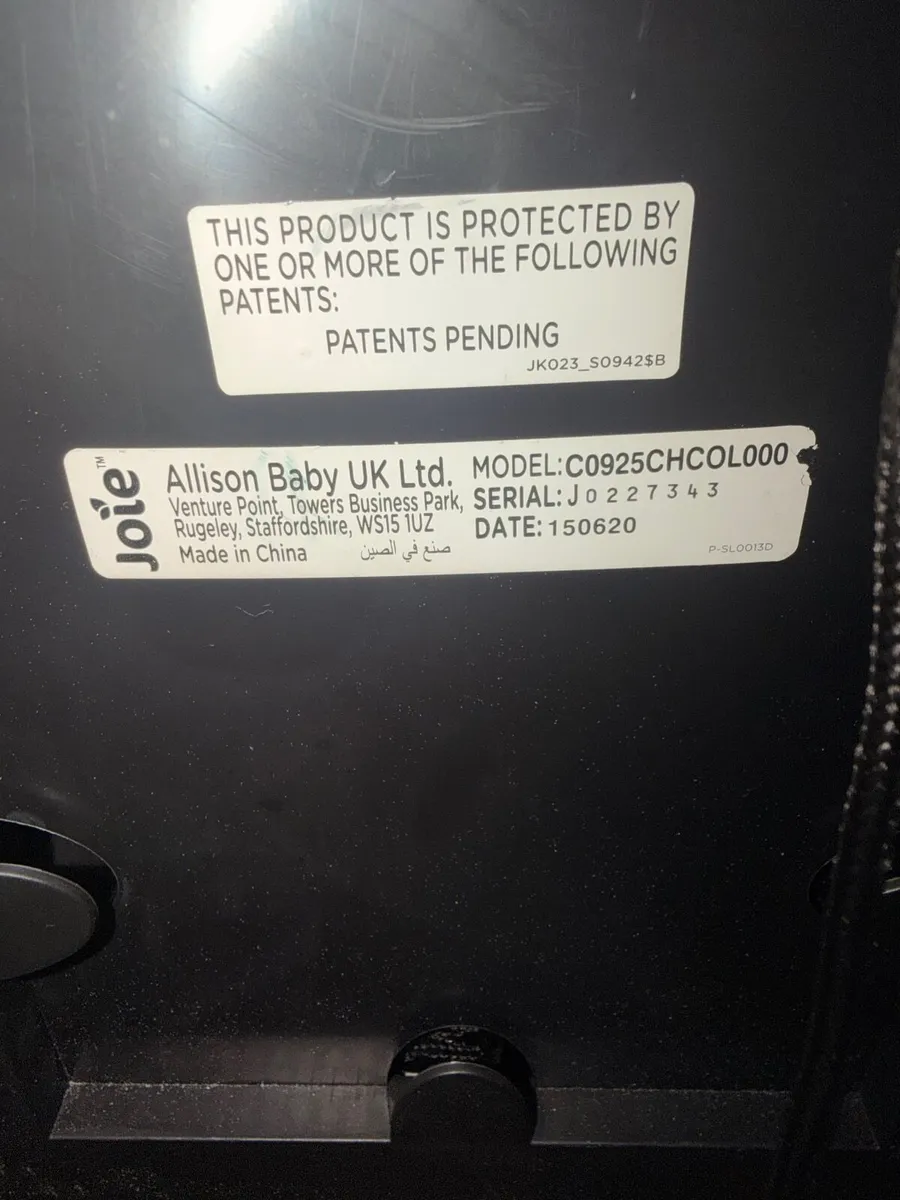 THIS PRODUCT IS PROTECTED BY
ONE OR MORE OF THE FOLLOWING
PATENTS:
PATENTS PENDING
JK023_S0942$B
Joie™
Allison Baby UK Ltd.
Venture Point, Towers Business Park,
Rugeley, Staffordshire, WS15 1UZ
Made in China صنع في الصين
MODEL:C0925CHCOL000
SERIAL:J0227343
DATE:150620
P-SL0013D